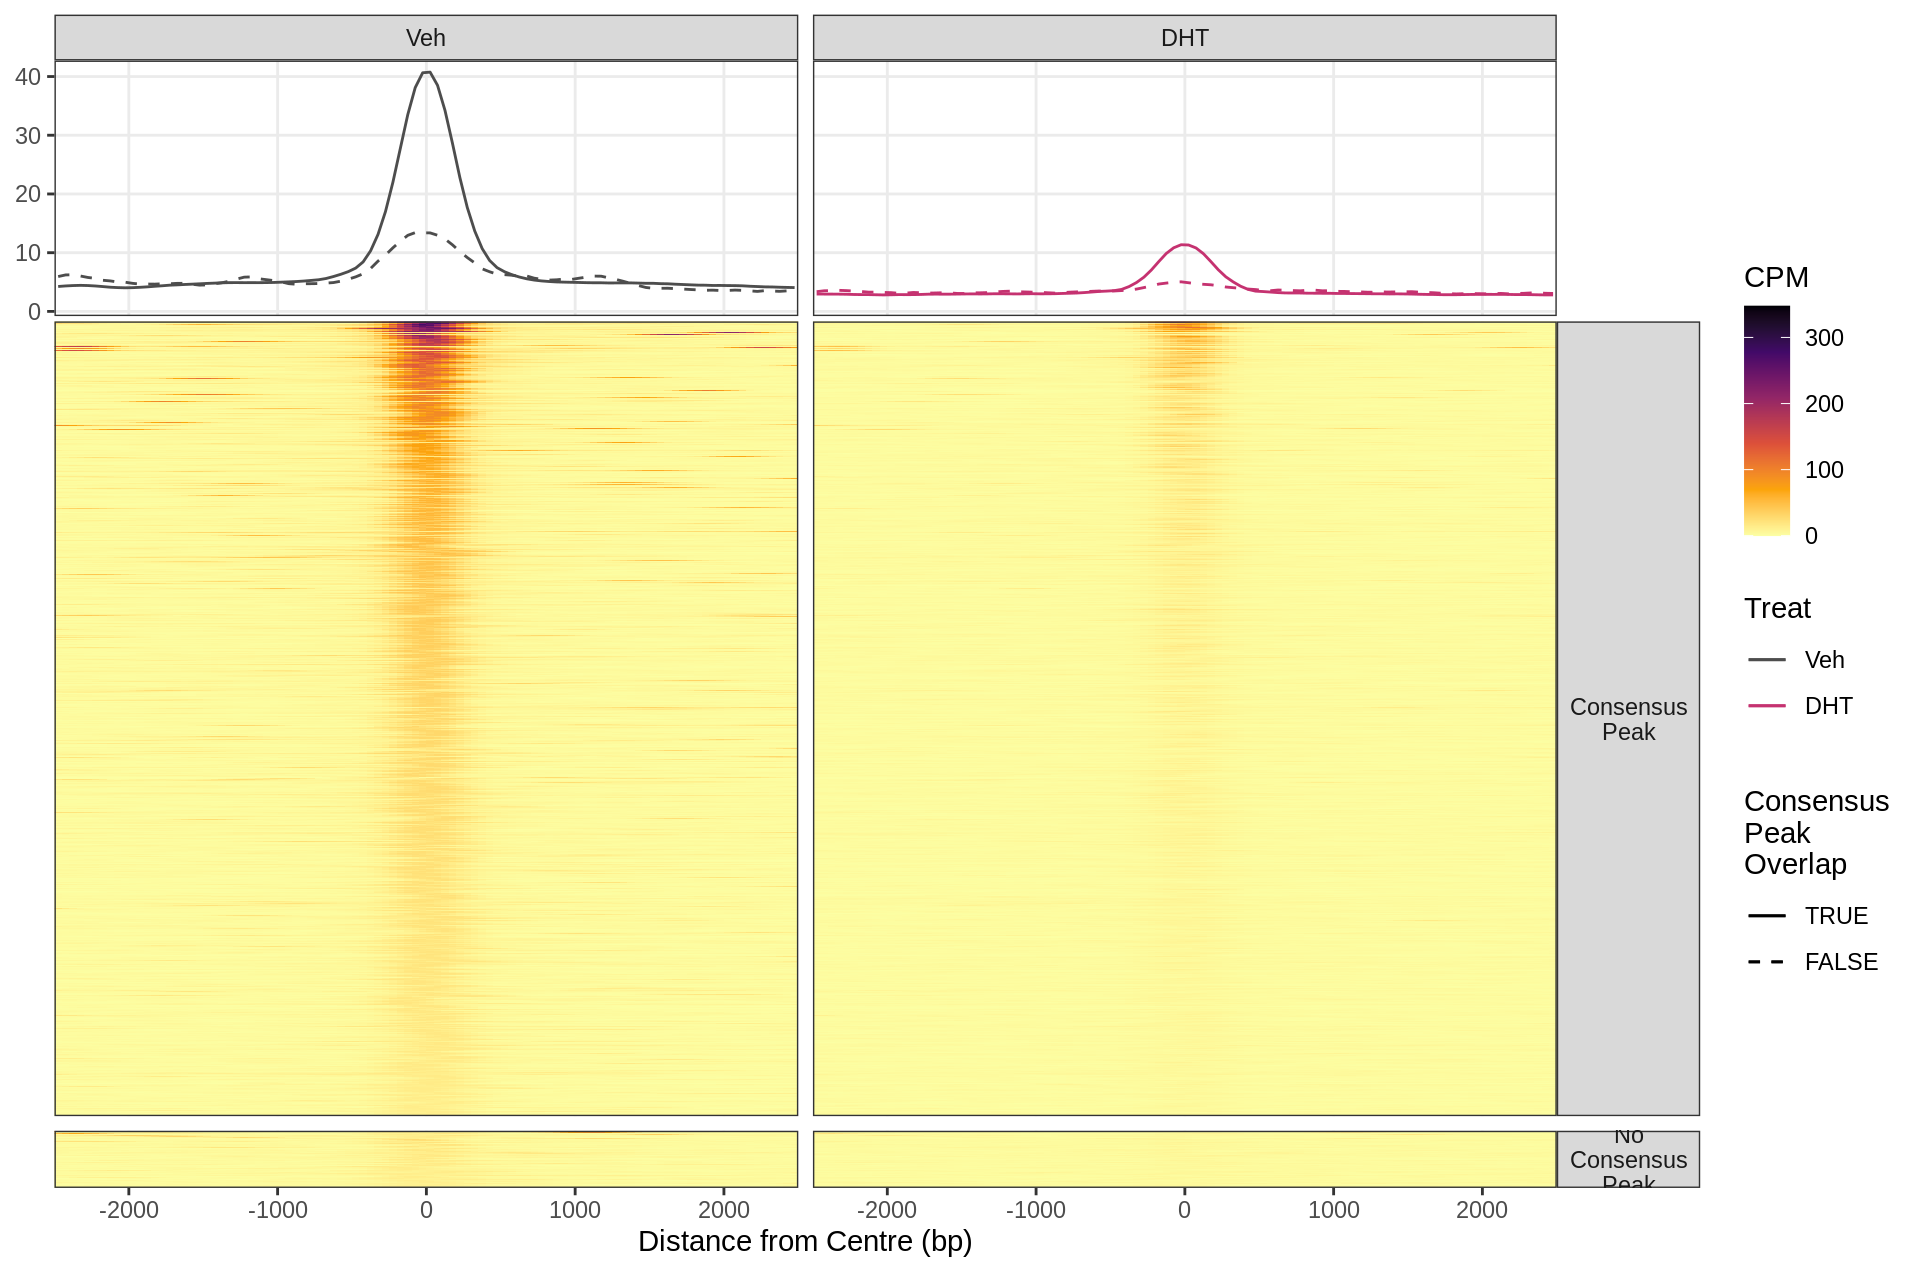 Veh
DHT
40
30
20
10
0
Consensus
Peak
No
Consensus
Peak
-2000
-1000
0
1000
2000
-2000
-1000
0
1000
2000
Distance from Centre (bp)
CPM
300
200
100
0
Treat
Veh
DHT
Consensus
Peak
Overlap
TRUE
FALSE